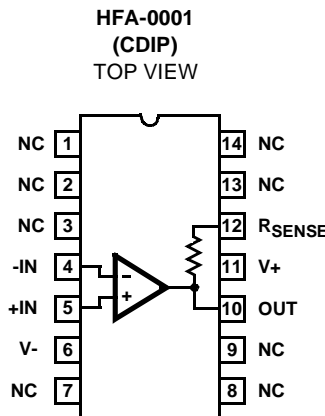 HFA-0001
(CDIP)
TOP VIEW
NC 1 14 NC
NC 2 13 NC
NC 3 12 RSENSE
-IN 4 - 11 V+
+IN 5 + 10 OUT
V- 6 9 NC
NC 7 8 NC